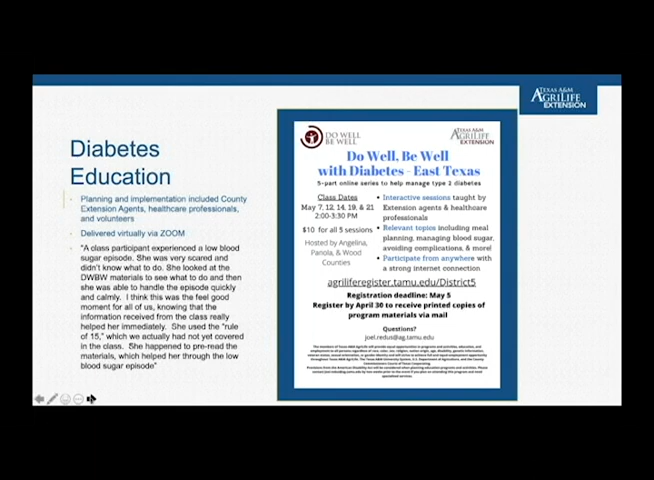 TEXAS A&M
AGRILIFE
EXTENSION
Diabetes
Education
Planning and implementation included County
Extension Agents, healthcare professionals,
and volunteers
Delivered virtually via ZOOM
"A class participant experienced a low blood
sugar episode. She was very scared and
didn't know what to do. She looked at the
DWBW materials to see what to do and then
she was able to handle the episode quickly
and calmly. I think this was the feel good
moment for all of us, knowing that the
information received from the class really
helped her immediately. She used the "rule
of 15," which we actually had not yet covered
in the class. She happened to pre-read the
materials, which helped her through the low
blood sugar episode"
DO WELL
BE WELL
TEXAS A&M
AGRILIFE
EXTENSION
Do Well, Be Well
with Diabetes - East Texas
5-part online series to help manage type 2 diabetes
Class Dates
May 7, 12, 14, 19, & 21
2:00-3:30 PM
$10 for all 5 sessions
Hosted by Angelina,
Panola, & Wood
Counties
Interactive sessions taught by
Extension agents & healthcare
professionals
Relevant topics including meal
planning, managing blood sugar,
avoiding complications, & more!
Participate from anywhere with
a strong internet connection
agriliferegister.tamu.edu/District5
Registration deadline: May 5
Register by April 30 to receive printed copies of
program materials via mail
Questions?
joel.redus@ag.tamu.edu